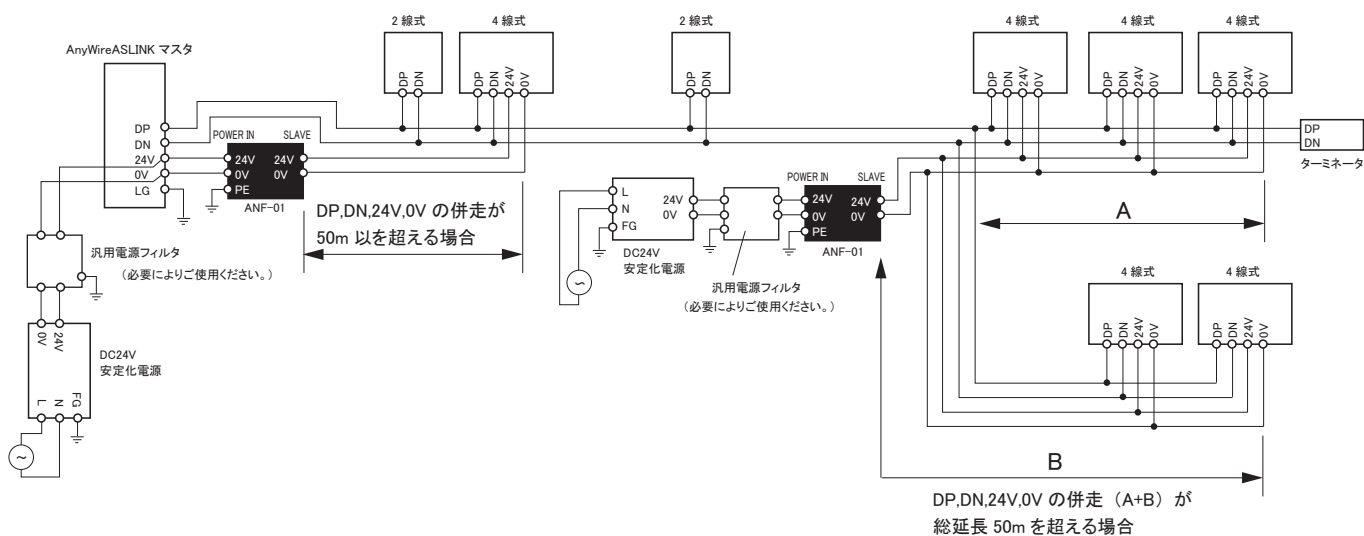 2 線式
4 線式
2 線式
4 線式
4 線式
4 線式
AnyWireASLINK マスタ
DP
DN
DP
DN
24V
0V
DP
DN
DP
DN
24V
0V
DP
DN
24V
0V
DP
DN
24V
0V
DP
DN
24V
0V
LG
POWER IN
SLAVE
24V
0V
PE
24V
0V
ANF-01
DP
DN
ターミネータ
DP,DN,24V,0V の併走が
50m 以を超える場合
汎用電源フィルタ
（必要によりご使用ください。）
0V
24V
DC24V
安定化電源
L
N
FG
～
L
N
FG
24V
0V
DC24V
安定化電源
～
汎用電源フィルタ
（必要によりご使用ください。）
POWER IN
SLAVE
24V
0V
PE
24V
0V
ANF-01
A
4 線式
4 線式
DP
DN
24V
0V
DP
DN
24V
0V
B
DP,DN,24V,0V の併走（A+B）が
総延長 50m を超える場合